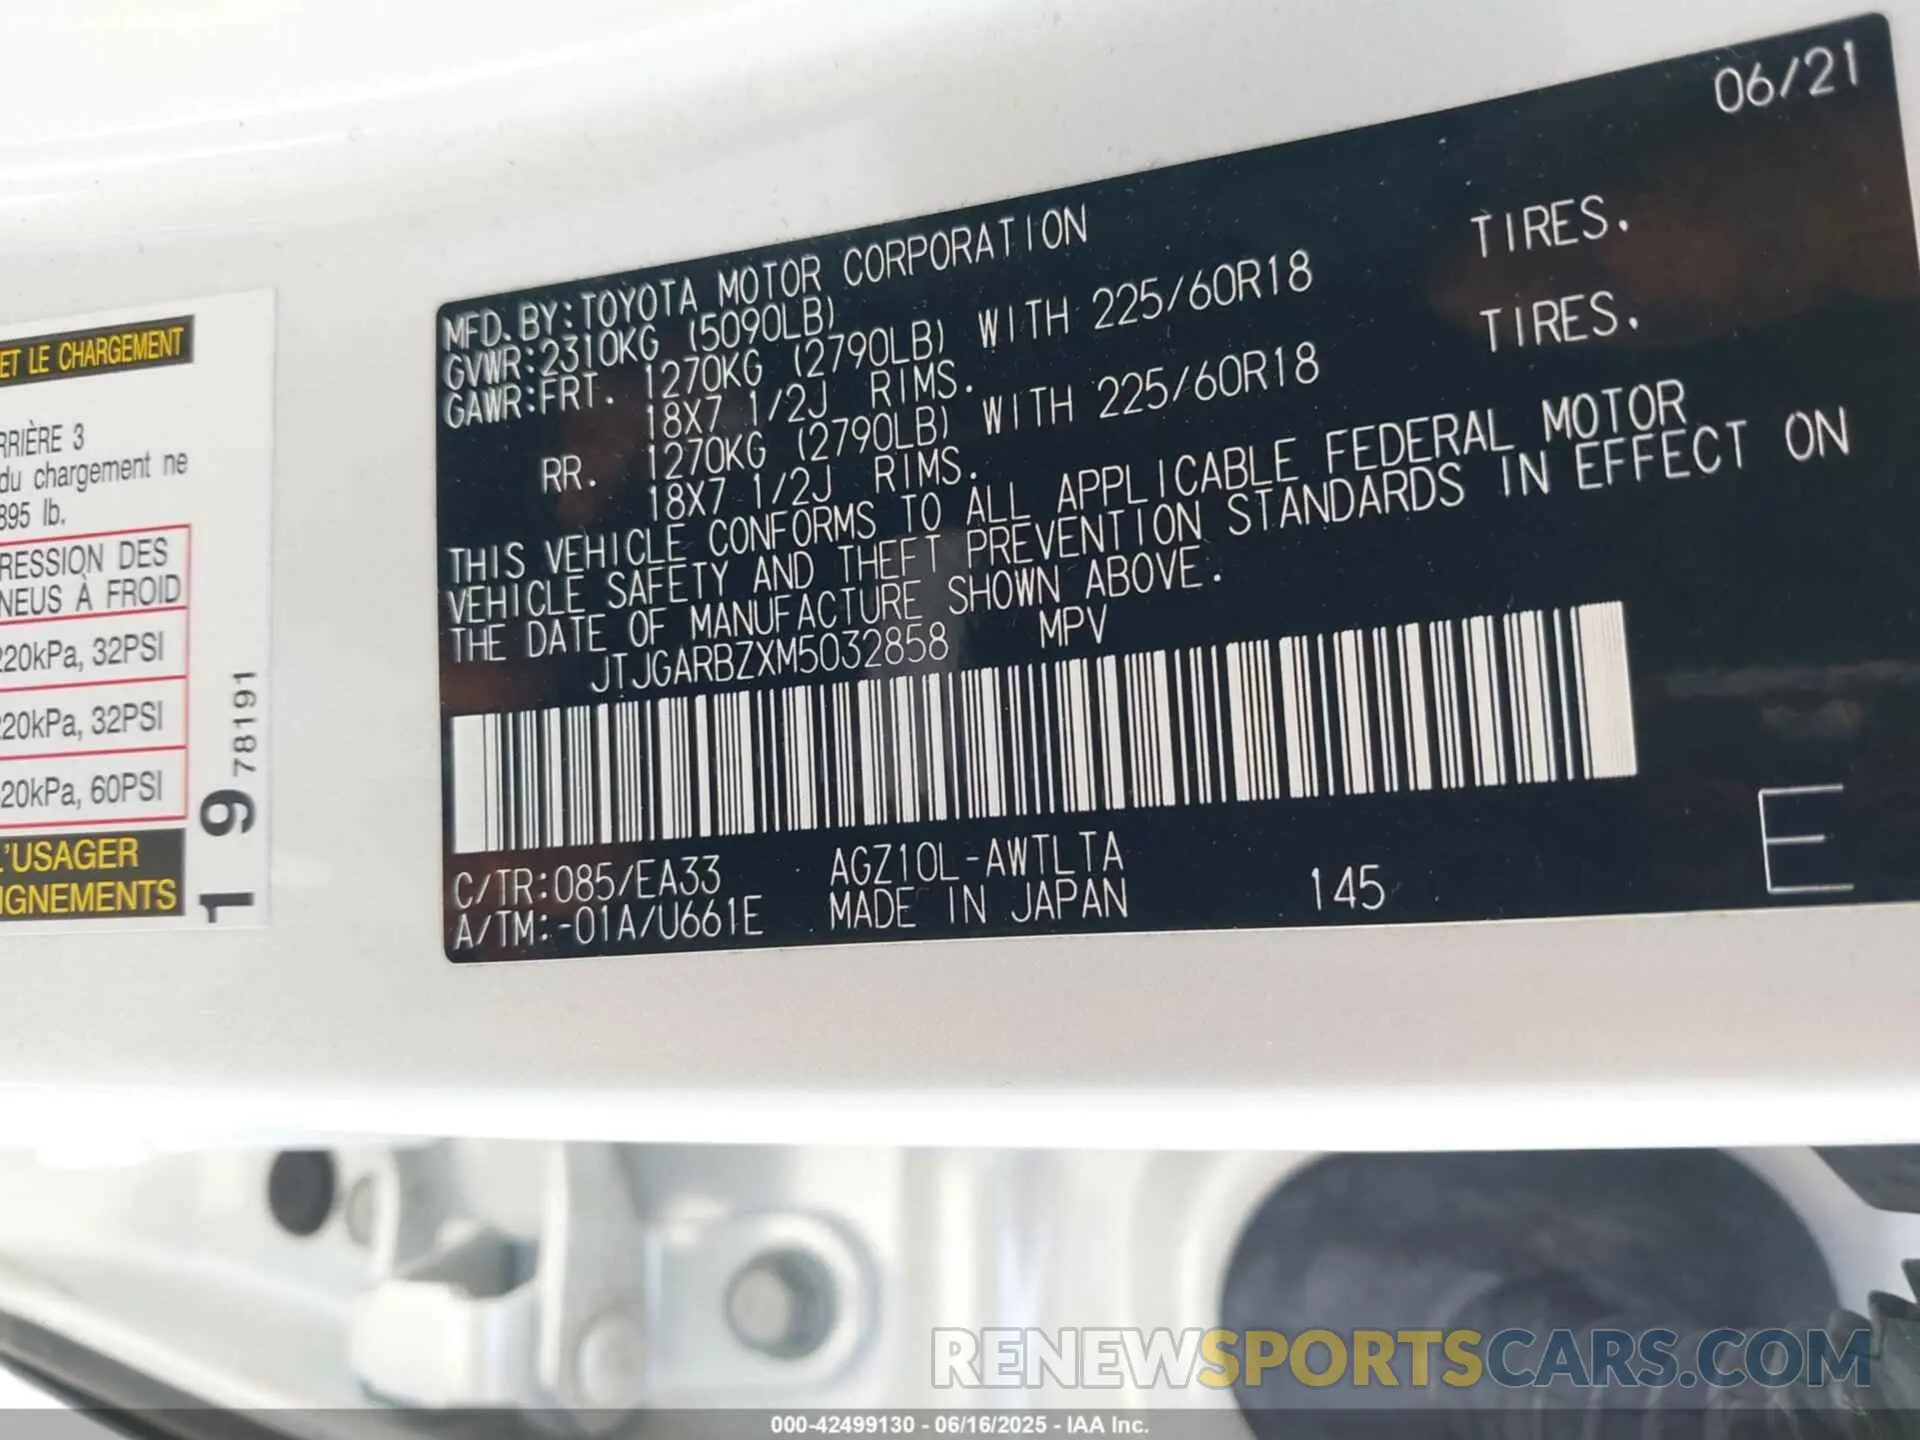 ET LE CHARGEMENT
RRIÈRE 3
du chargement ne
895 lb.
RESSION DES
NEUS À FROID
220kPa, 32PSI
220kPa, 32PSI
20kPa, 60PSI
L'USAGER
IGNEMENTS
19 78191
06/21
MFD. BY: TOYOTA MOTOR CORPORATION
GVWR: 2310KG (5090LB)
GAWR: FRT. 1270KG (2790LB) WITH 225/60R18 TIRES.
18X7 1/2J RIMS.
RR. 1270KG (2790LB) WITH 225/60R18 TIRES.
18X7 1/2J RIMS.
THIS VEHICLE CONFORMS TO ALL APPLICABLE FEDERAL MOTOR
VEHICLE SAFETY AND THEFT PREVENTION STANDARDS IN EFFECT ON
THE DATE OF MANUFACTURE SHOWN ABOVE.
JTJGARBZXM5032858 MPV
C/TR: 085/EA33 AGZ10L-AWTLTA
A/TM: -01A/U661E MADE IN JAPAN 145 E
RENEWSPORTSCARS.COM
000-42499130 - 06/16/2025 - IAA Inc.